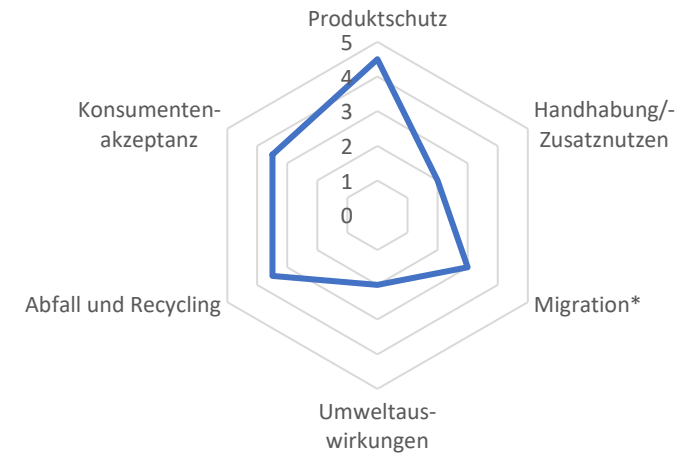 Produktschutz
5
4
3
2
1
0
Handhabung/-
Zusatznutzen
Migration*
Umweltaus-
wirkungen
Abfall und Recycling
Konsumenten-
akzeptanz